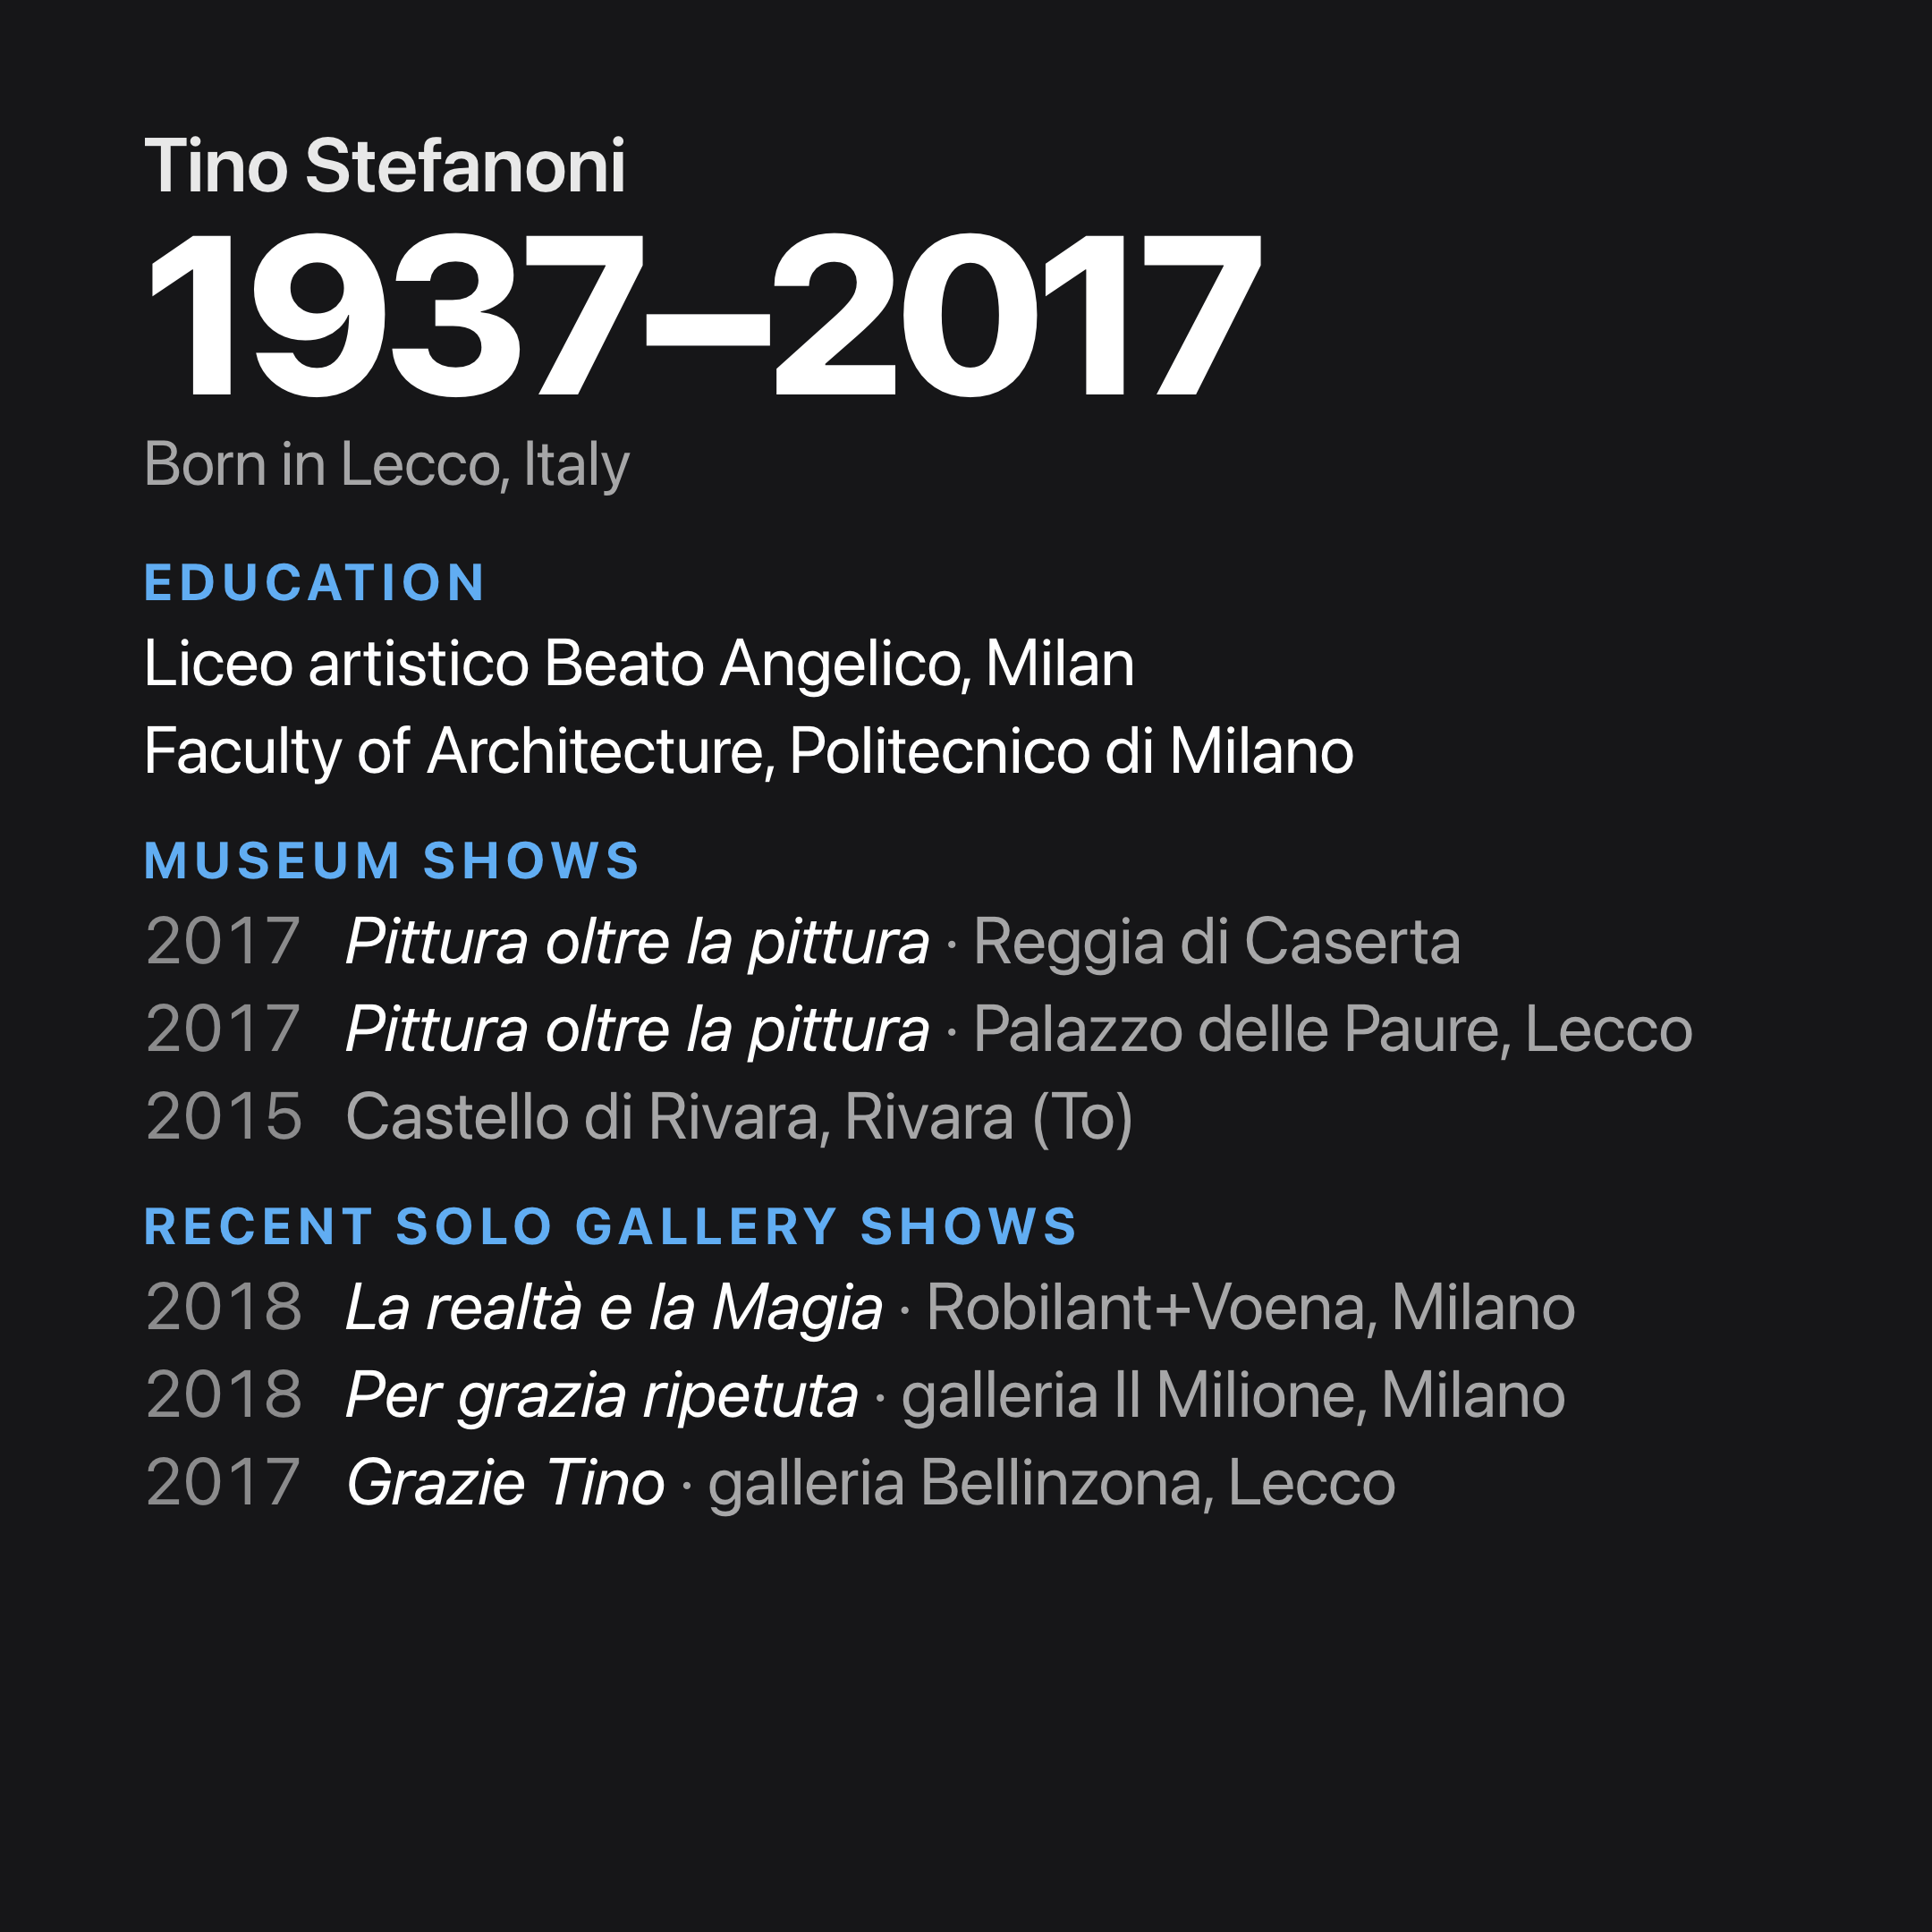 Tino Stefanoni
1937–2017
Born in Lecco, Italy
EDUCATION
Liceo artistico Beato Angelico, Milan
Faculty of Architecture, Politecnico di Milano
MUSEUM SHOWS
2017 Pittura oltre la pittura · Reggia di Caserta
2017 Pittura oltre la pittura · Palazzo delle Paure, Lecco
2015 Castello di Rivara, Rivara (To)
RECENT SOLO GALLERY SHOWS
2018 La realtà e la Magia · Robilant+Voena, Milano
2018 Per grazia ripetuta · galleria Il Milione, Milano
2017 Grazie Tino · galleria Bellinzona, Lecco